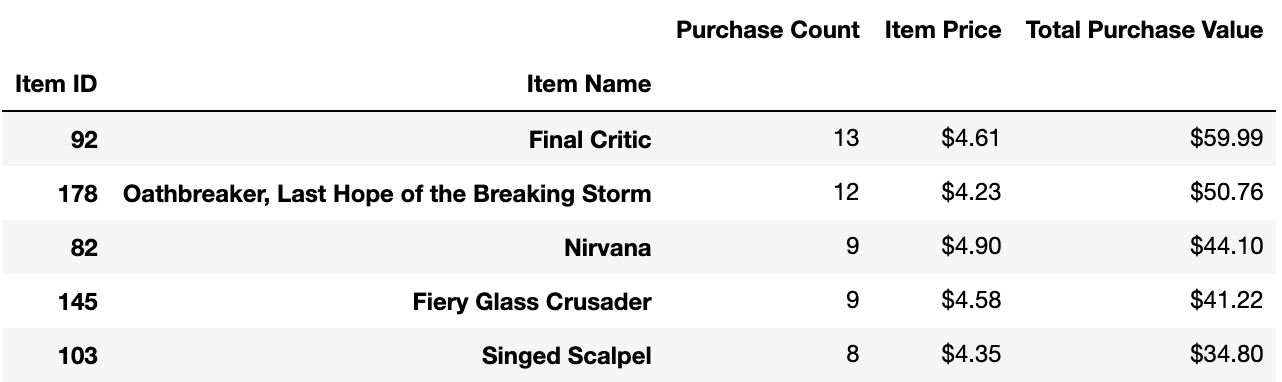 Purchase Count Item Price Total Purchase Value
Item ID Item Name
92 Final Critic 13 $4.61 $59.99
178 Oathbreaker, Last Hope of the Breaking Storm 12 $4.23 $50.76
82 Nirvana 9 $4.90 $44.10
145 Fiery Glass Crusader 9 $4.58 $41.22
103 Singed Scalpel 8 $4.35 $34.80